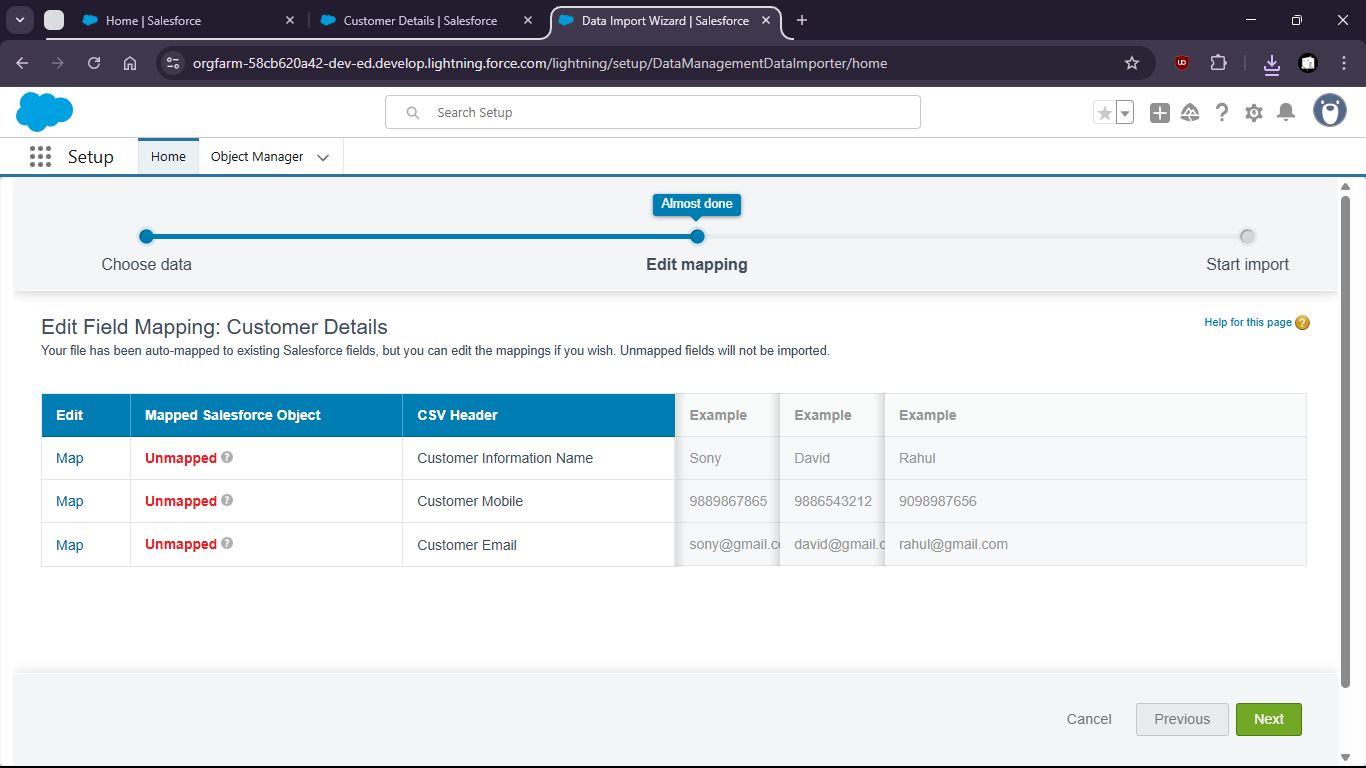 Home | Salesforce
Customer Details | Salesforce
Data Import Wizard | Salesforce
orgfarm-58cb620a42-dev-ed.develop.lightning.force.com/lightning/setup/DataManagementDataImporter/home
Search Setup
Setup
Home
Object Manager
Almost done
Choose data
Edit mapping
Start import
Edit Field Mapping: Customer Details
Help for this page ?
Your file has been auto-mapped to existing Salesforce fields, but you can edit the mappings if you wish. Unmapped fields will not be imported.
Edit Mapped Salesforce Object CSV Header Example Example Example
Map Unmapped ? Customer Information Name Sony David Rahul
Map Unmapped ? Customer Mobile 9889867865 9886543212 9098987656
Map Unmapped ? Customer Email sony@gmail.c david@gmail.c rahul@gmail.com
Cancel Previous Next